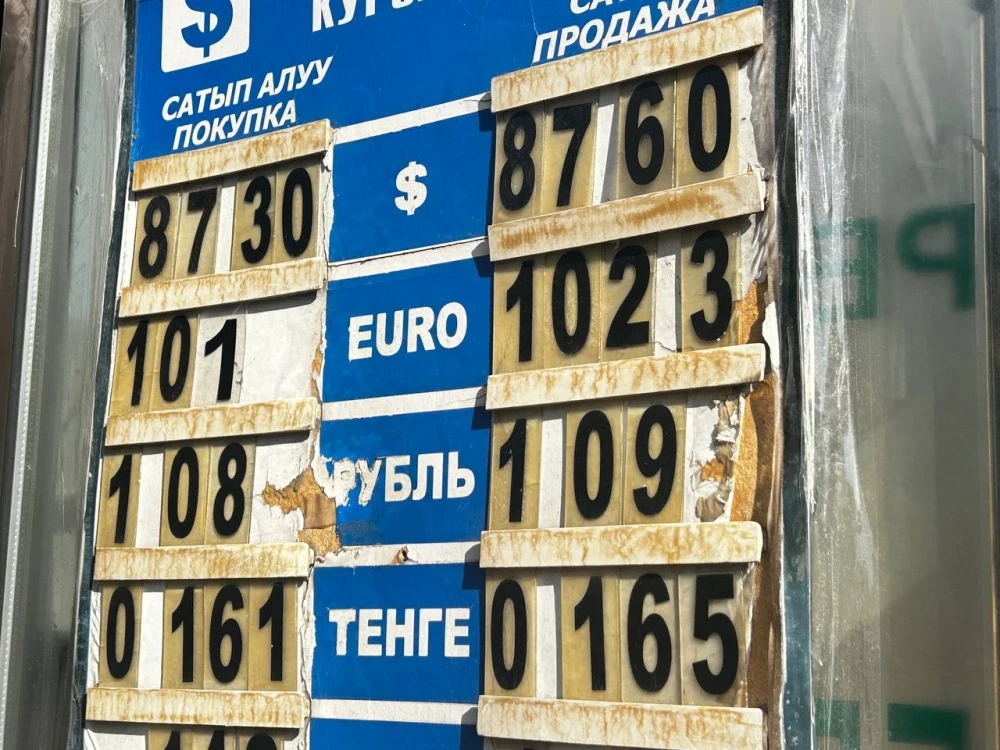 $
САТЫП АЛУУ
ПОКУПКА
ПРОДАЖА
87 30 $ 87 60
101 EURO 102 3
1 08 РУБЛЬ 1 09
0 161 ТЕНГЕ 0 165